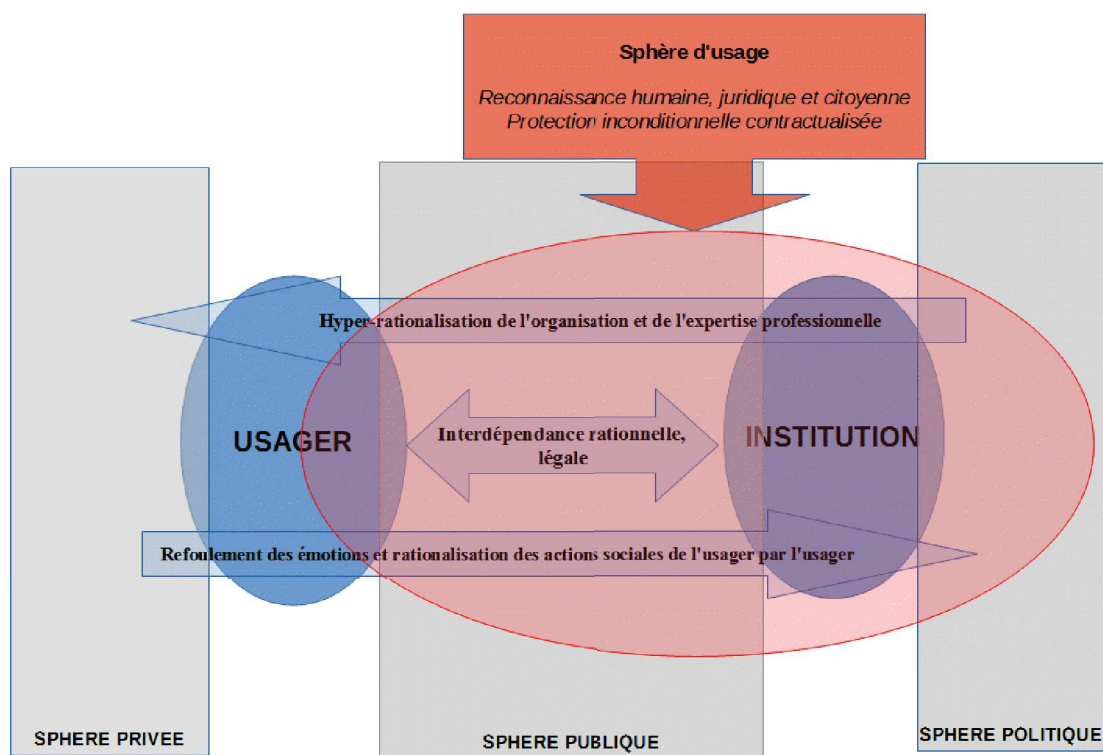 Sphère d'usage
Reconnaissance humaine, juridique et citoyenne
Protection inconditionnelle contractualisée
Hyper-rationalisation de l'organisation et de l'expertise professionnelle
USAGER
Interdépendance rationnelle,
légale
INSTITUTION
Refoulement des émotions et rationalisation des actions sociales de l'usager par l'usager
SPHERE PRIVEE
SPHERE PUBLIQUE
SPHERE POLITIQUE